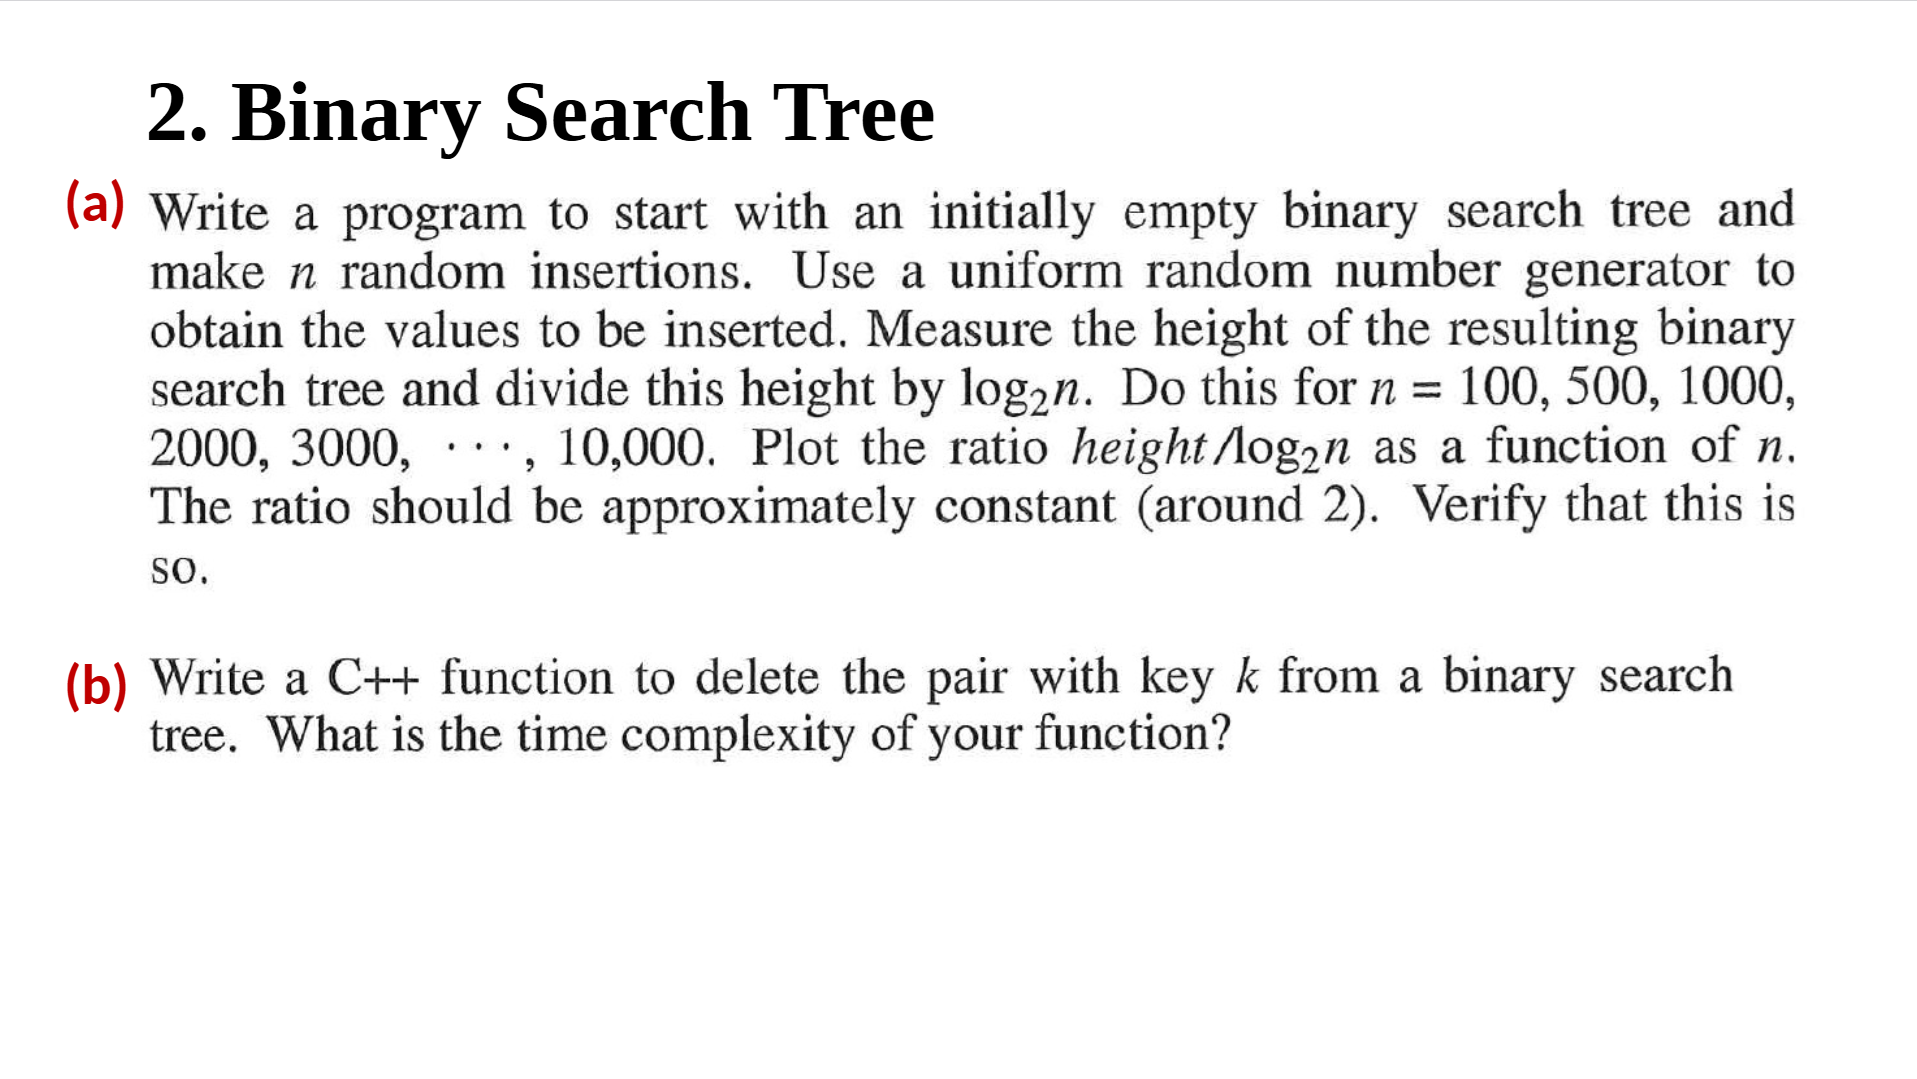 2. Binary Search Tree
(a) Write a program to start with an initially empty binary search tree and
make n random insertions. Use a uniform random number generator to
obtain the values to be inserted. Measure the height of the resulting binary
search tree and divide this height by log₂n. Do this for n = 100, 500, 1000,
2000, 3000, · · · , 10,000. Plot the ratio height/log₂n as a function of n.
The ratio should be approximately constant (around 2). Verify that this is
so.
(b) Write a C++ function to delete the pair with key k from a binary search
tree. What is the time complexity of your function?